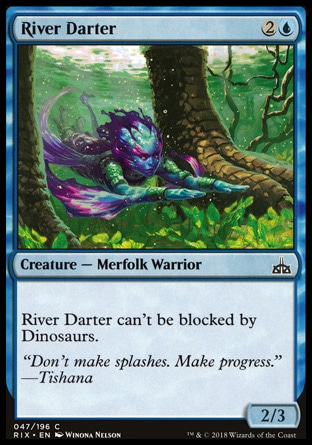 River Darter 2
Creature — Merfolk Warrior
River Darter can't be blocked by
Dinosaurs.
"Don't make splashes. Make progress."
—Tishana
2/3
047/196 C
RIX • EN Winona Nelson ™ & © 2018 Wizards of the Coast